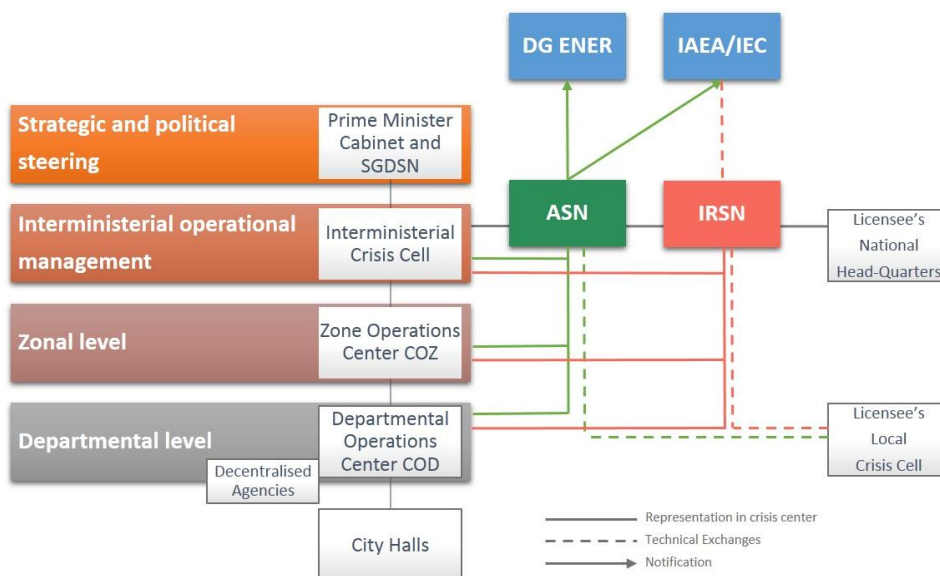 DG ENER
IAEA/IEC
Strategic and political
steering
Prime Minister
Cabinet and
SGDSN
Interministerial operational
management
Interministerial
Crisis Cell
ASN
IRSN
Licensee's
National
Head-Quarters
Zonal level
Zone Operations
Center COZ
Departmental level
Departmental
Operations
Center COD
Decentralised
Agencies
Licensee's
Local
Crisis Cell
City Halls
Representation in crisis center
Technical Exchanges
Notification